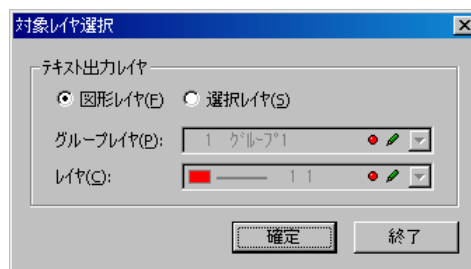 対象ﾚｲﾔ選択
ﾃｷｽﾄ出力ﾚｲﾔ
図形ﾚｲﾔ(F) 選択ﾚｲﾔ(S)
グループﾚｲﾔ(P): 1 ｸﾞﾙｰﾌﾟ1
ﾚｲﾔ(C): 1 1
確定 終了